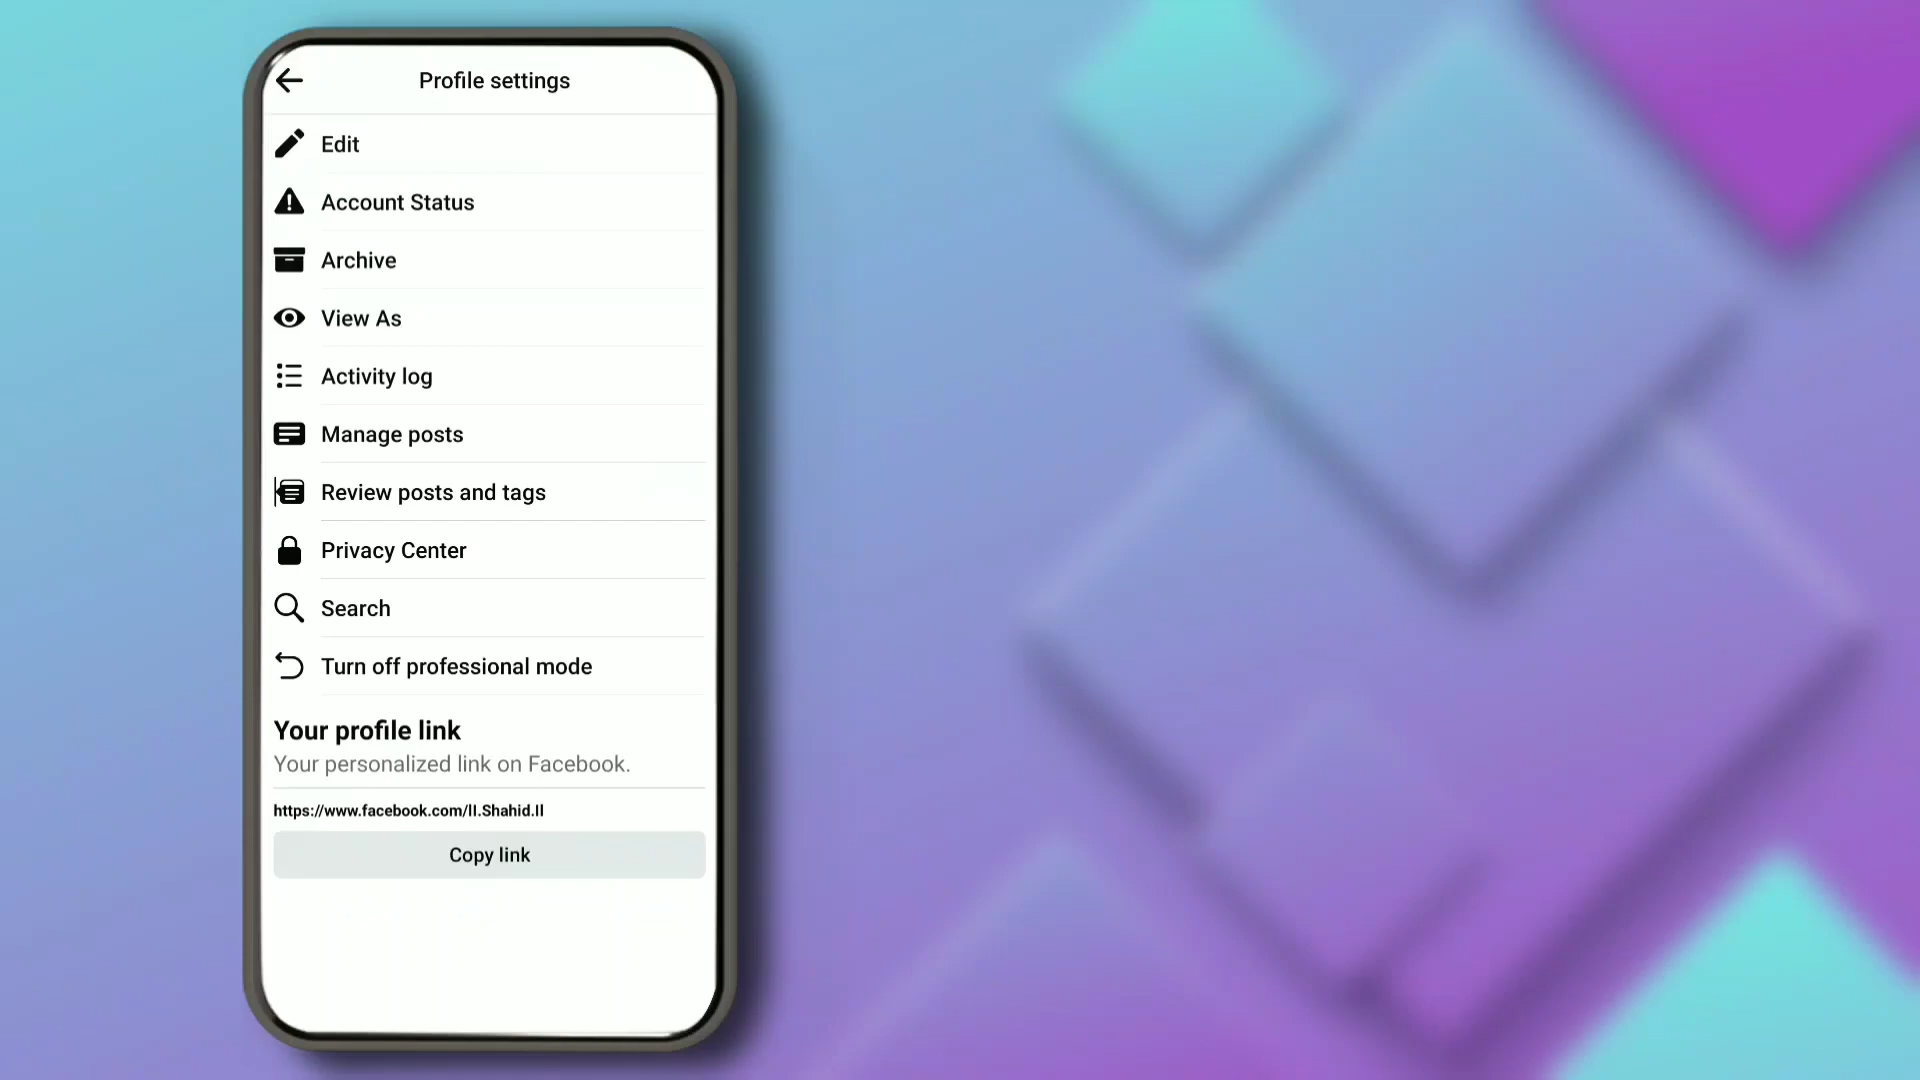 Profile settings
Edit
Account Status
Archive
View As
Activity log
Manage posts
Review posts and tags
Privacy Center
Search
Turn off professional mode
Your profile link
Your personalized link on Facebook.
https://www.facebook.com/lI.Shahid.Il
Copy link